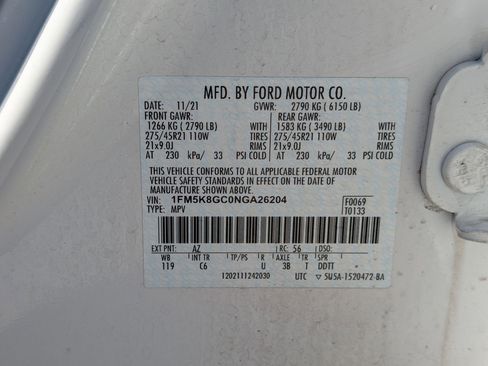 MFD. BY FORD MOTOR CO.
DATE 11/21 GVWR: 2790 KG ( 6150 LB)
FRONT GAWR: REAR GAWR:
1266 KG ( 2790 LB) WITH 1583 KG ( 3490 LB) WITH
275/45R21 110W TIRES 275/45R21 110W TIRES
21x9.0J RIMS 21x9.0J RIMS
AT 230 kPa/ 33 PSI COLD AT 230 kPa/ 33 PSI COLD
THIS VEHICLE CONFORMS TO ALL APPLICABLE FEDERAL MOTOR
VEHICLE SAFETY AND THEFT PREVENTION STANDARDS IN EFFECT ON THE DATE OF
MANUFACTURE SHOWN ABOVE.
VIN: 1FM5K8GC0NGA26204 F0069
TYPE: MPV T0133
EXT PNT: AZ RC: 56 DSO:
WB INT TR TP/PS R AXLE TR SPR
119 C6 U 3B T DDTT
1202111242030 UTC 5U5A-1520472-BA